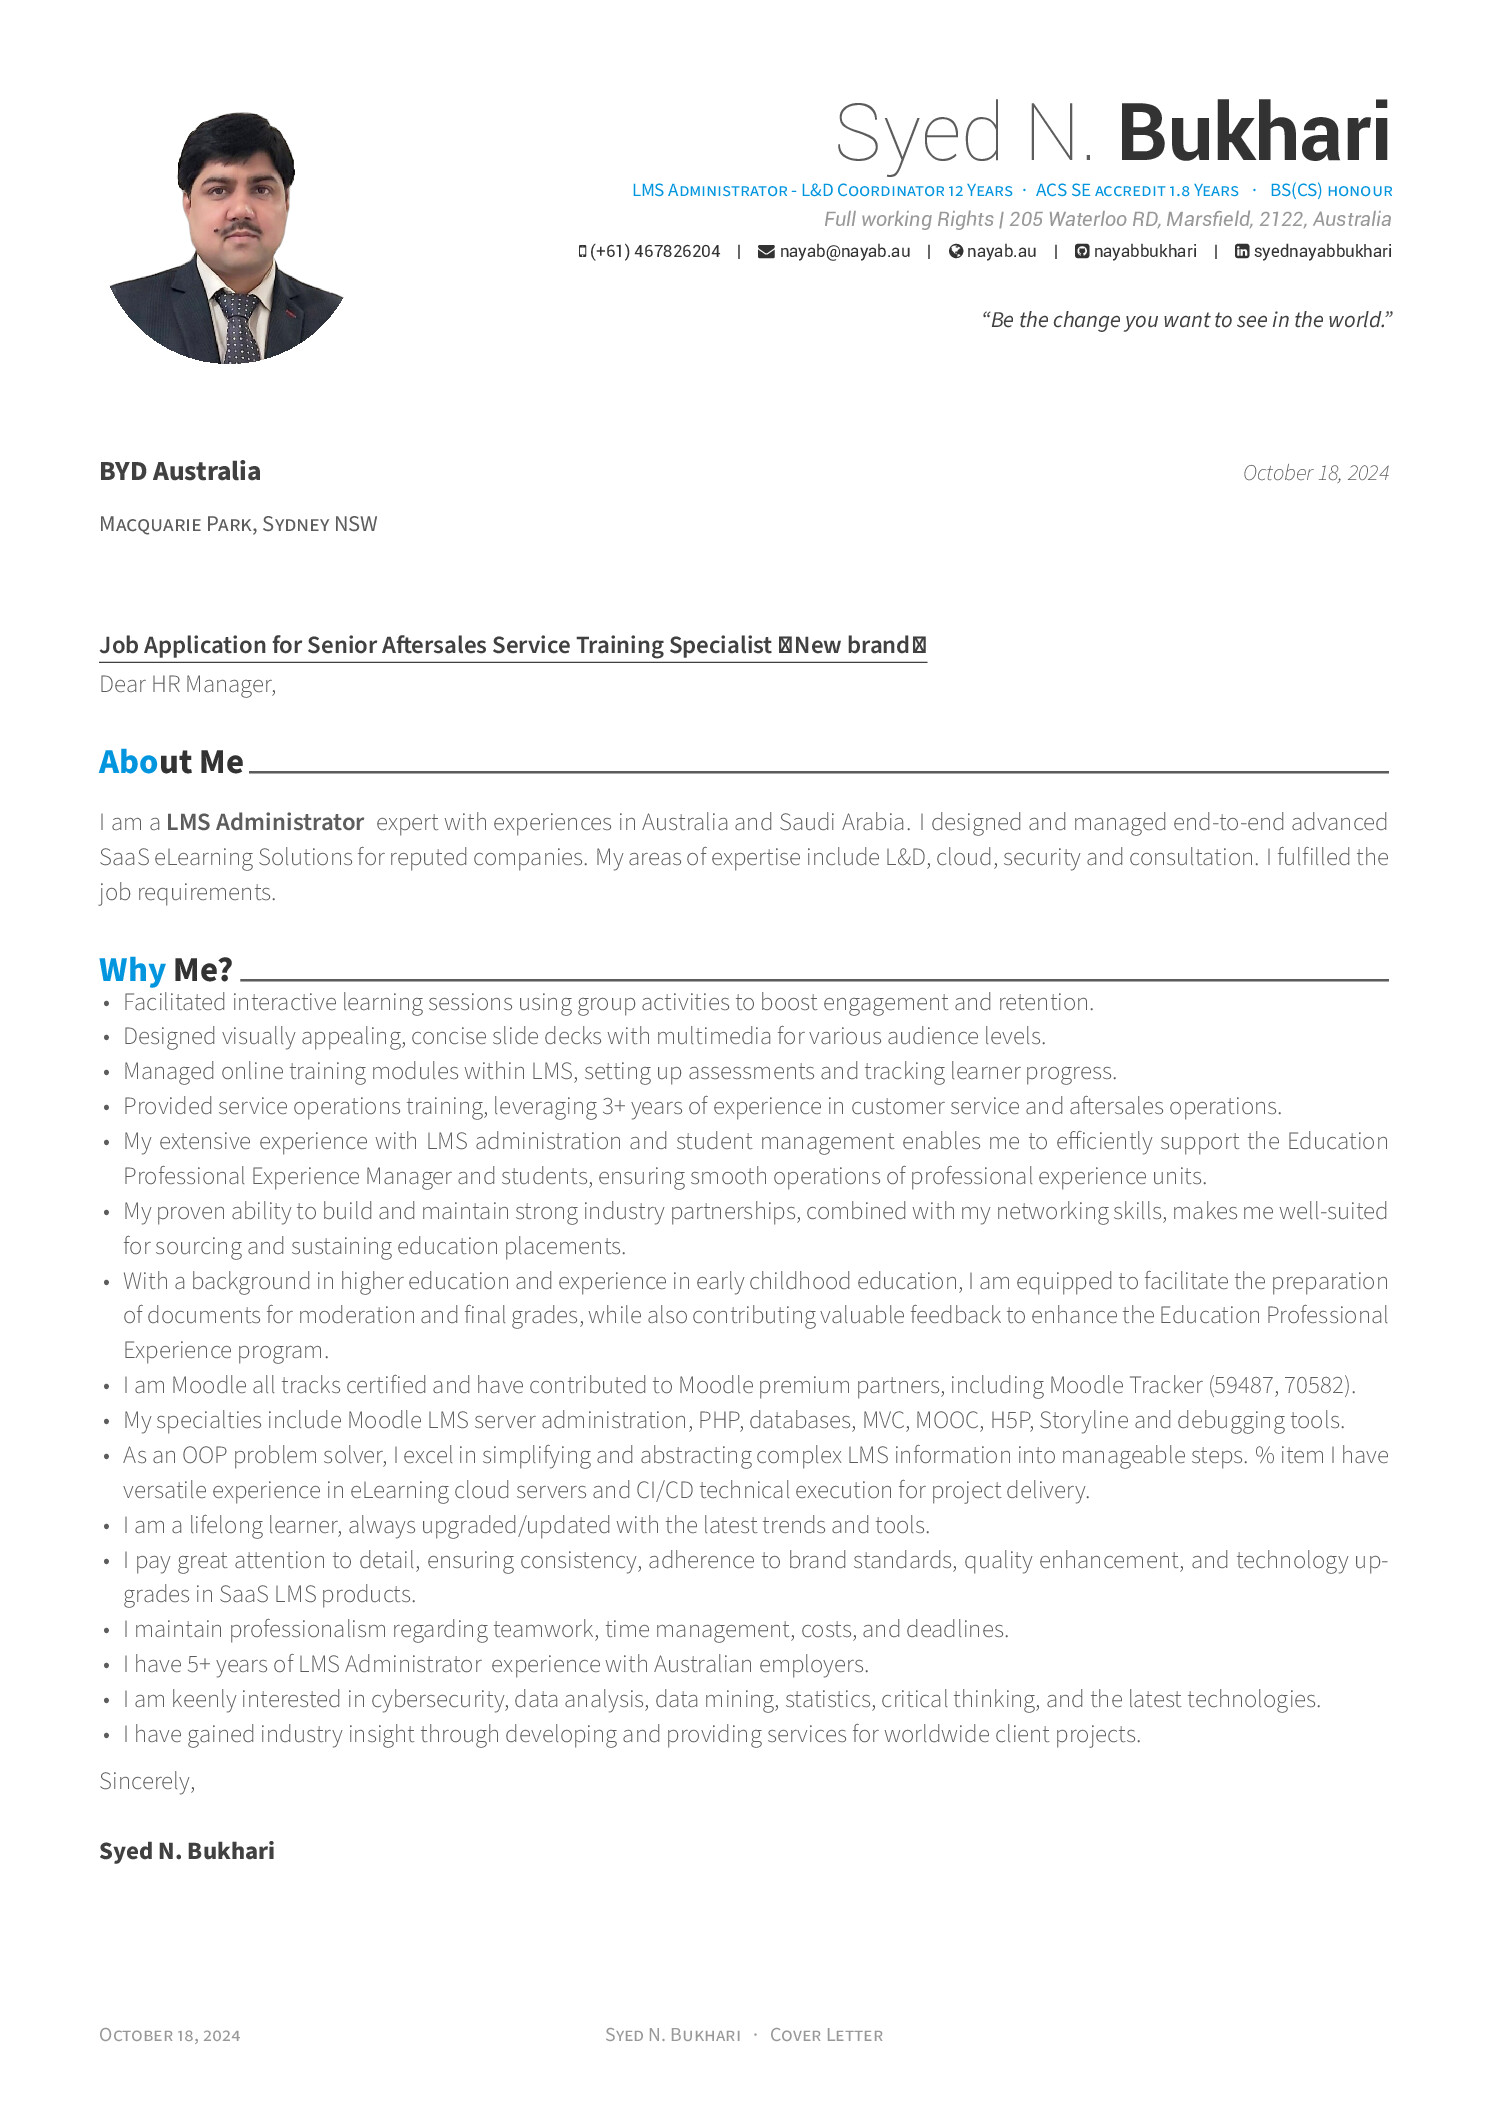 Syed N. Bukhari
LMS Administrator - L&D Coordinator 12 Years · ACS SE accredit 1.8 Years · BS(CS) honour
Full working Rights | 205 Waterloo RD, Marsfield, 2122, Australia
(+61) 467826204 | nayab@nayab.au | nayab.au | nayabbukhari | syednayabbukhari
“Be the change you want to see in the world.”
BYD Australia
October 18, 2024
Macquarie Park, Sydney NSW
Job Application for Senior Aftersales Service Training Specialist New brand
Dear HR Manager,
About Me
I am a LMS Administrator expert with experiences in Australia and Saudi Arabia. I designed and managed end-to-end advanced
SaaS eLearning Solutions for reputed companies. My areas of expertise include L&D, cloud, security and consultation. I fulfilled the
job requirements.
Why Me?
• Facilitated interactive learning sessions using group activities to boost engagement and retention.
• Designed visually appealing, concise slide decks with multimedia for various audience levels.
• Managed online training modules within LMS, setting up assessments and tracking learner progress.
• Provided service operations training, leveraging 3+ years of experience in customer service and aftersales operations.
• My extensive experience with LMS administration and student management enables me to efficiently support the Education
Professional Experience Manager and students, ensuring smooth operations of professional experience units.
• My proven ability to build and maintain strong industry partnerships, combined with my networking skills, makes me well-suited
for sourcing and sustaining education placements.
• With a background in higher education and experience in early childhood education, I am equipped to facilitate the preparation
of documents for moderation and final grades, while also contributing valuable feedback to enhance the Education Professional
Experience program.
• I am Moodle all tracks certified and have contributed to Moodle premium partners, including Moodle Tracker (59487, 70582).
• My specialties include Moodle LMS server administration, PHP, databases, MVC, MOOC, H5P, Storyline and debugging tools.
• As an OOP problem solver, I excel in simplifying and abstracting complex LMS information into manageable steps. % item I have
versatile experience in eLearning cloud servers and CI/CD technical execution for project delivery.
• I am a lifelong learner, always upgraded/updated with the latest trends and tools.
• I pay great attention to detail, ensuring consistency, adherence to brand standards, quality enhancement, and technology up-
grades in SaaS LMS products.
• I maintain professionalism regarding teamwork, time management, costs, and deadlines.
• I have 5+ years of LMS Administrator experience with Australian employers.
• I am keenly interested in cybersecurity, data analysis, data mining, statistics, critical thinking, and the latest technologies.
• I have gained industry insight through developing and providing services for worldwide client projects.
Sincerely,
Syed N. Bukhari
October 18, 2024
Syed N. Bukhari · Cover Letter